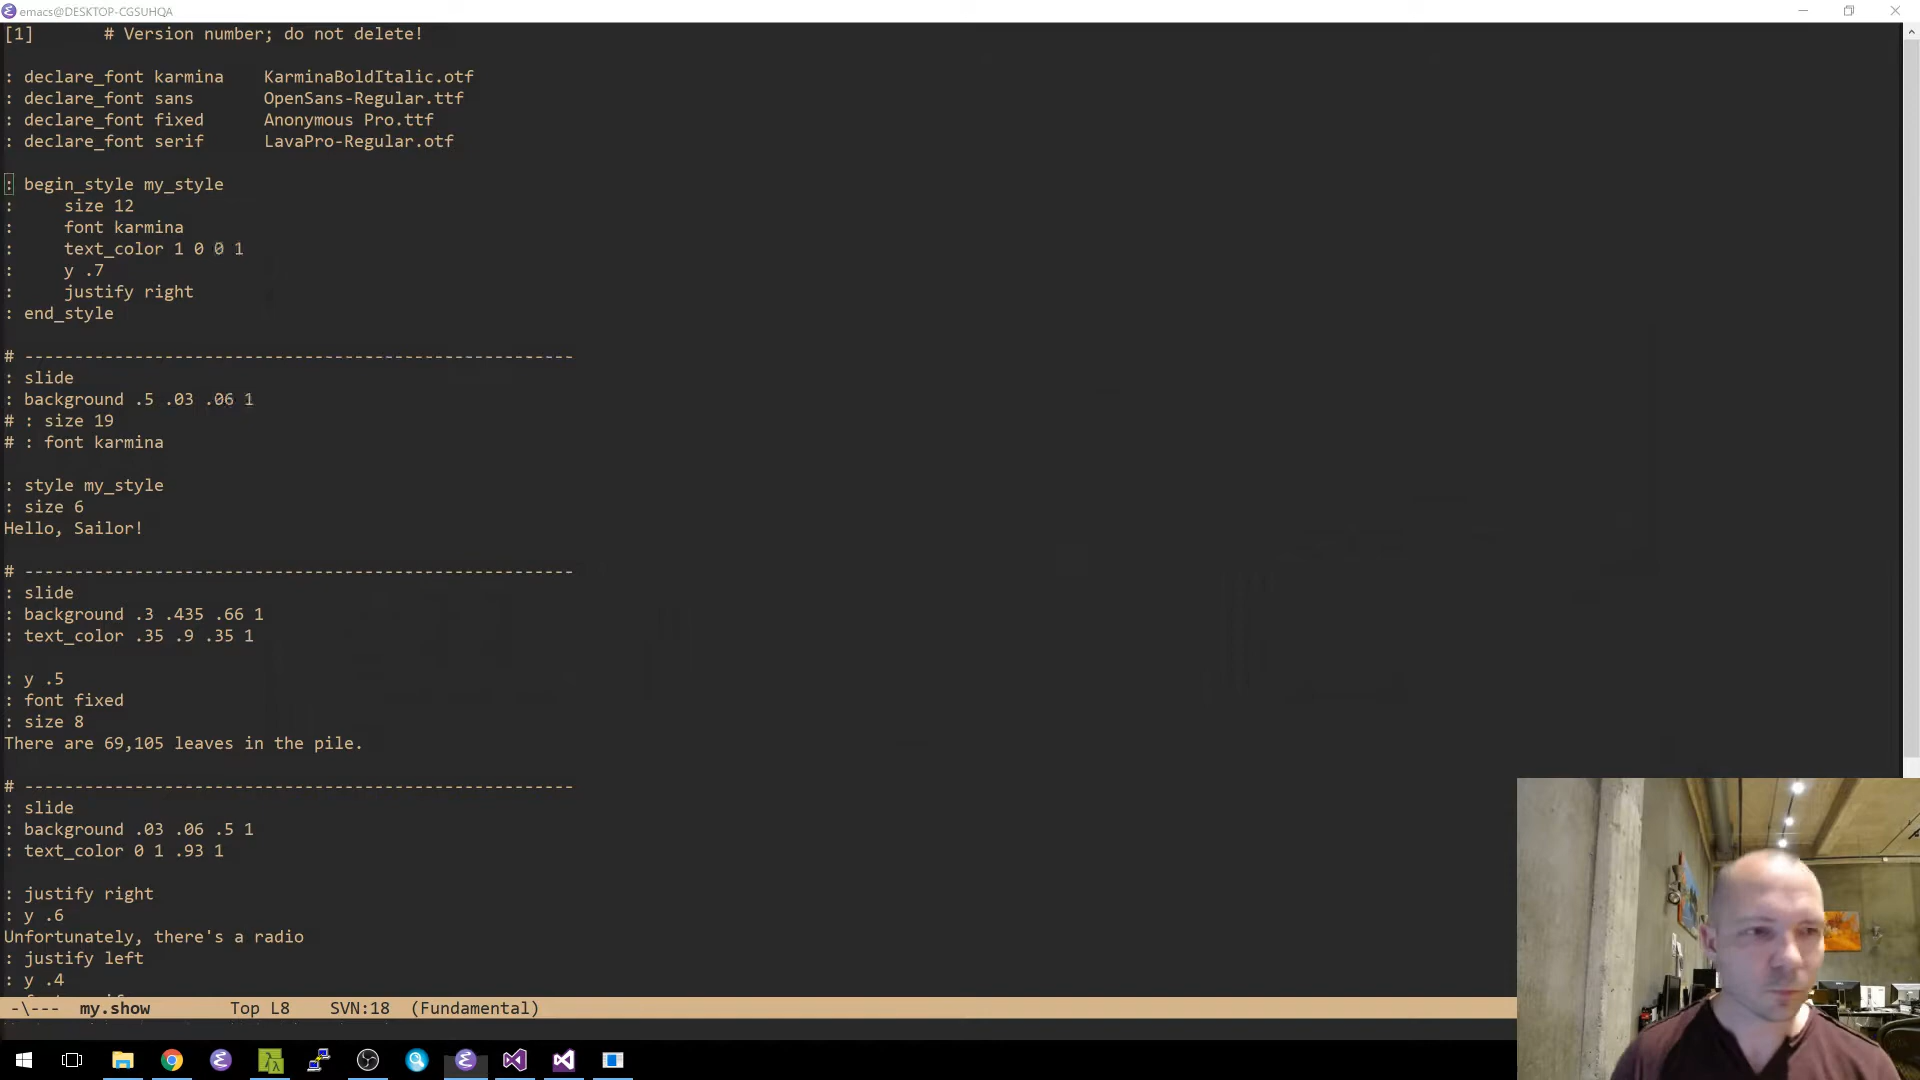 emacs@DESKTOP-CGSUHQA
[1]       # Version number; do not delete!
: declare_font karmina    KarminaBoldItalic.otf
: declare_font sans       OpenSans-Regular.ttf
: declare_font fixed      Anonymous Pro.ttf
: declare_font serif      LavaPro-Regular.otf
: begin_style my_style
:     size 12
:     font karmina
:     text_color 1 0 0 1
:     y .7
:     justify right
: end_style
# -------------------------------------------------------
: slide
: background .5 .03 .06 1
# : size 19
# : font karmina
: style my_style
: size 6
Hello, Sailor!
# -------------------------------------------------------
: slide
: background .3 .435 .66 1
: text_color .35 .9 .35 1
: y .5
: font fixed
: size 8
There are 69,105 leaves in the pile.
# -------------------------------------------------------
: slide
: background .03 .06 .5 1
: text_color 0 1 .93 1
: justify right
: y .6
Unfortunately, there's a radio
: justify left
: y .4
-\--- my.show        Top L8    SVN:18  (Fundamental)